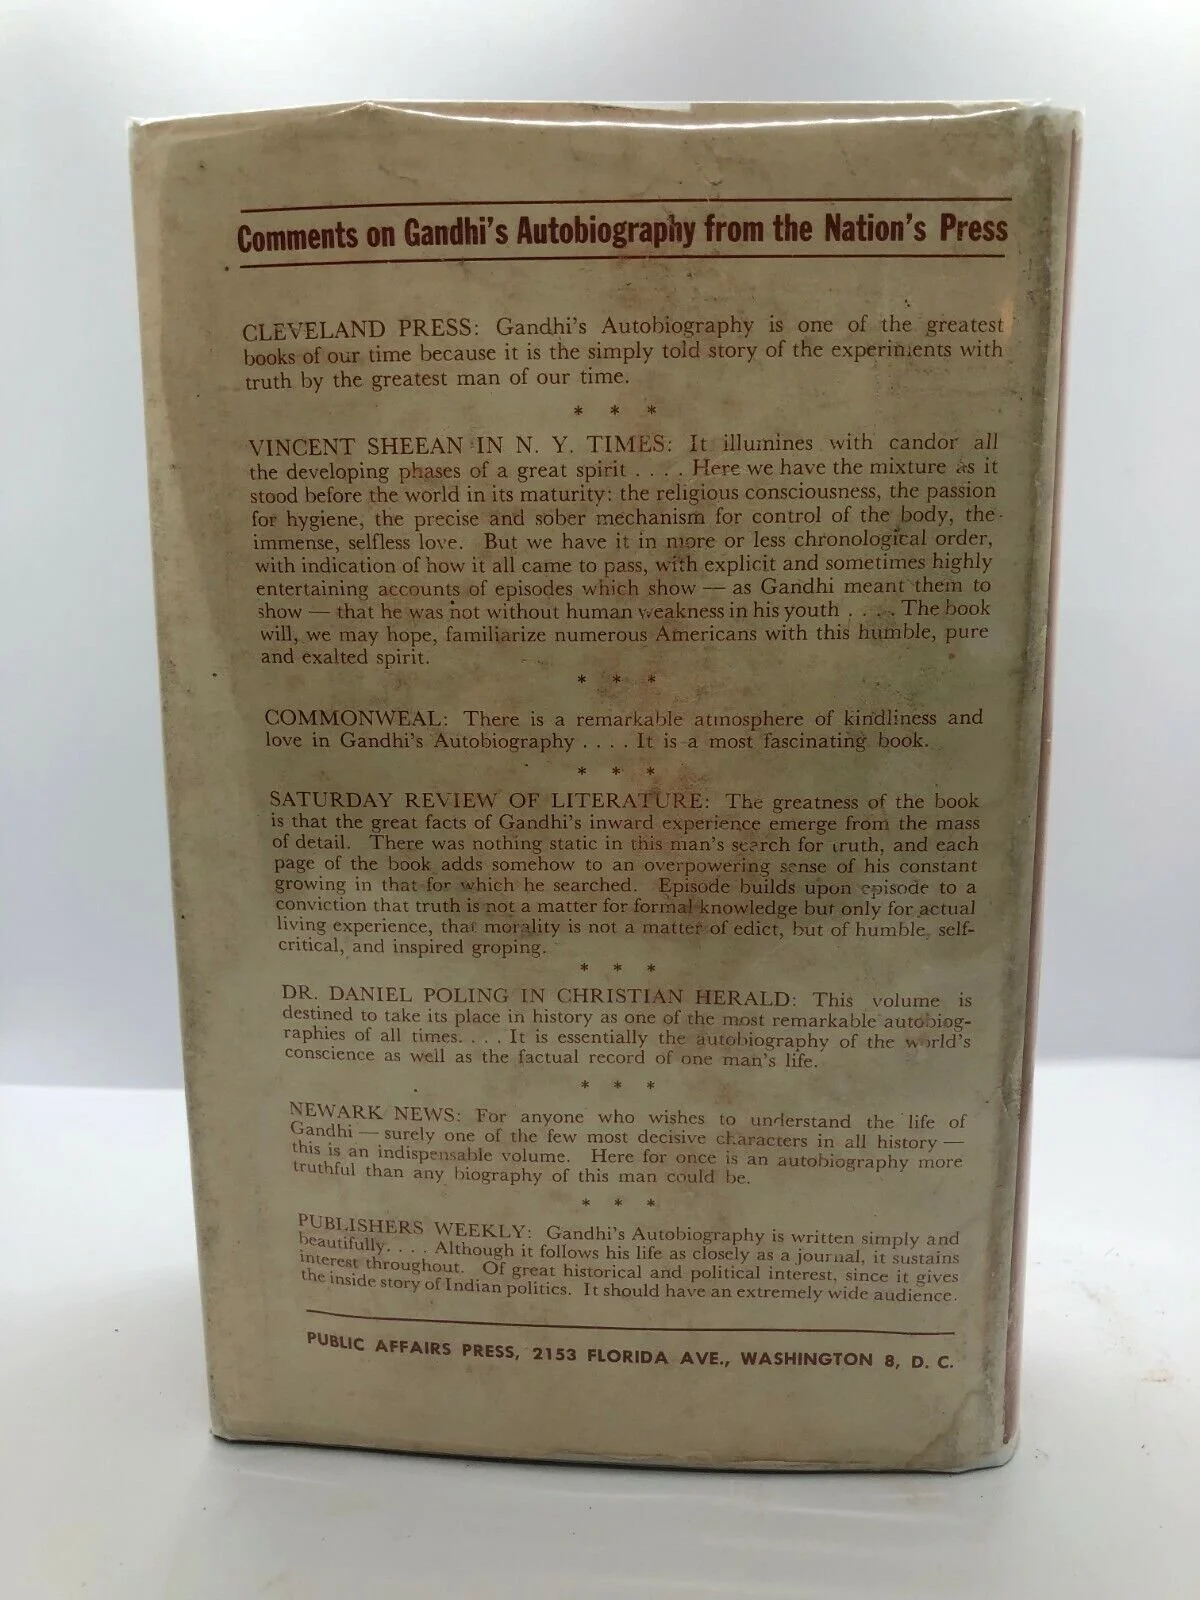 Comments on Gandhi's Autobiography from the Nation's Press
CLEVELAND PRESS: Gandhi's Autobiography is one of the greatest
books of our time because it is the simply told story of the experiments with
truth by the greatest man of our time.
* * *
VINCENT SHEEAN IN N. Y. TIMES: It illumines with candor all
the developing phases of a great spirit . . . . Here we have the mixture as it
stood before the world in its maturity: the religious consciousness, the passion
for hygiene, the precise and sober mechanism for control of the body, the
immense, selfless love. But we have it in more or less chronological order,
with indication of how it all came to pass, with explicit and sometimes highly
entertaining accounts of episodes which show — as Gandhi meant them to
show — that he was not without human weakness in his youth . . . . The book
will, we may hope, familiarize numerous Americans with this humble, pure
and exalted spirit.
* * *
COMMONWEAL: There is a remarkable atmosphere of kindliness and
love in Gandhi's Autobiography . . . . It is a most fascinating book.
* * *
SATURDAY REVIEW OF LITERATURE: The greatness of the book
is that the great facts of Gandhi's inward experience emerge from the mass
of detail. There was nothing static in this man's search for truth, and each
page of the book adds somehow to an overpowering sense of his constant
growing in that for which he searched. Episode builds upon episode to a
conviction that truth is not a matter for formal knowledge but only for actual
living experience, that morality is not a matter of edict, but of humble, self-
critical, and inspired groping.
* * *
DR. DANIEL POLING IN CHRISTIAN HERALD: This volume is
destined to take its place in history as one of the most remarkable autobiog-
raphies of all times. . . . It is essentially the autobiography of the world's
conscience as well as the factual record of one man's life.
* * *
NEWARK NEWS: For anyone who wishes to understand the life of
Gandhi — surely one of the few most decisive characters in all history —
this is an indispensable volume. Here for once is an autobiography more
truthful than any biography of this man could be.
* * *
PUBLISHERS WEEKLY: Gandhi's Autobiography is written simply and
beautifully. . . . Although it follows his life as closely as a journal, it sustains
interest throughout. Of great historical and political interest, since it gives
the inside story of Indian politics. It should have an extremely wide audience.
PUBLIC AFFAIRS PRESS, 2153 FLORIDA AVE., WASHINGTON 8, D. C.